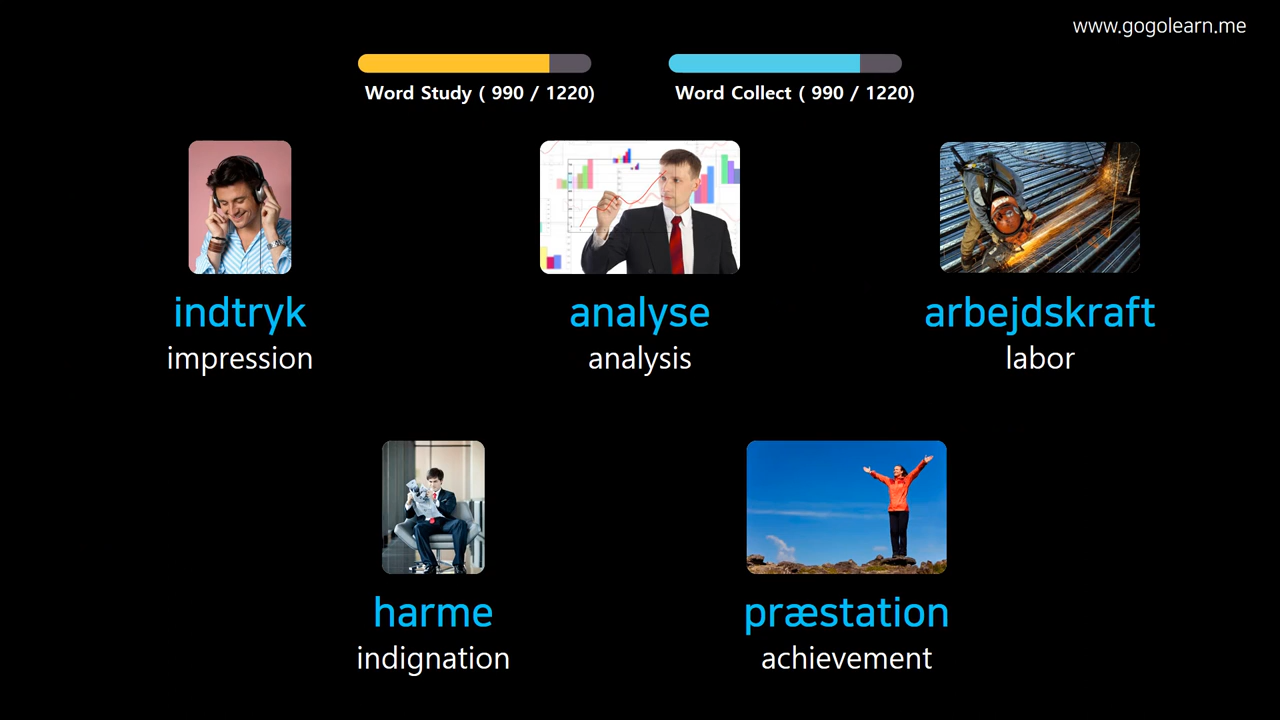 www.gogolearn.me
Word Study ( 990 / 1220)
Word Collect ( 990 / 1220)
indtryk
impression
analyse
analysis
arbejdskraft
labor
harme
indignation
præstation
achievement